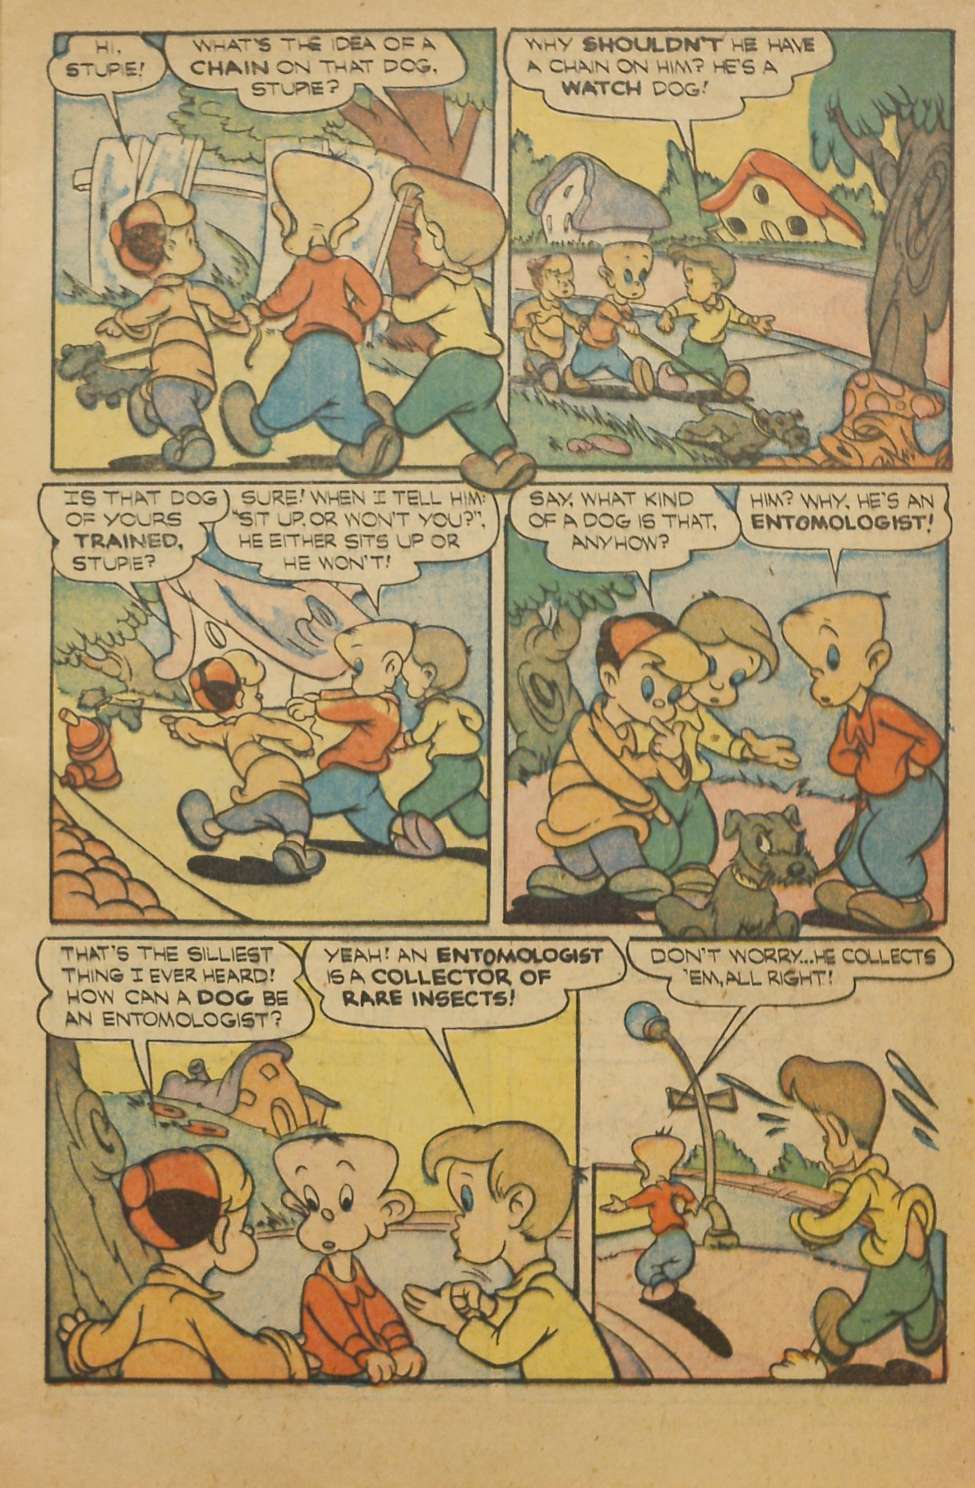 HI,
STUPIE!
WHAT'S THE IDEA OF A
CHAIN ON THAT DOG,
STUPIE?
WHY SHOULDN'T HE HAVE
A CHAIN ON HIM? HE'S A
WATCH DOG!
IS THAT DOG
OF YOURS
TRAINED,
STUPIE?
SURE! WHEN I TELL HIM:
"SIT UP, OR WON'T YOU?",
HE EITHER SITS UP OR
HE WON'T!
SAY, WHAT KIND
OF A DOG IS THAT,
ANYHOW?
HIM? WHY, HE'S AN
ENTOMOLOGIST!
THAT'S THE SILLIEST
THING I EVER HEARD!
HOW CAN A DOG BE
AN ENTOMOLOGIST?
YEAH! AN ENTOMOLOGIST
IS A COLLECTOR OF
RARE INSECTS!
DON'T WORRY...HE COLLECTS
'EM, ALL RIGHT!